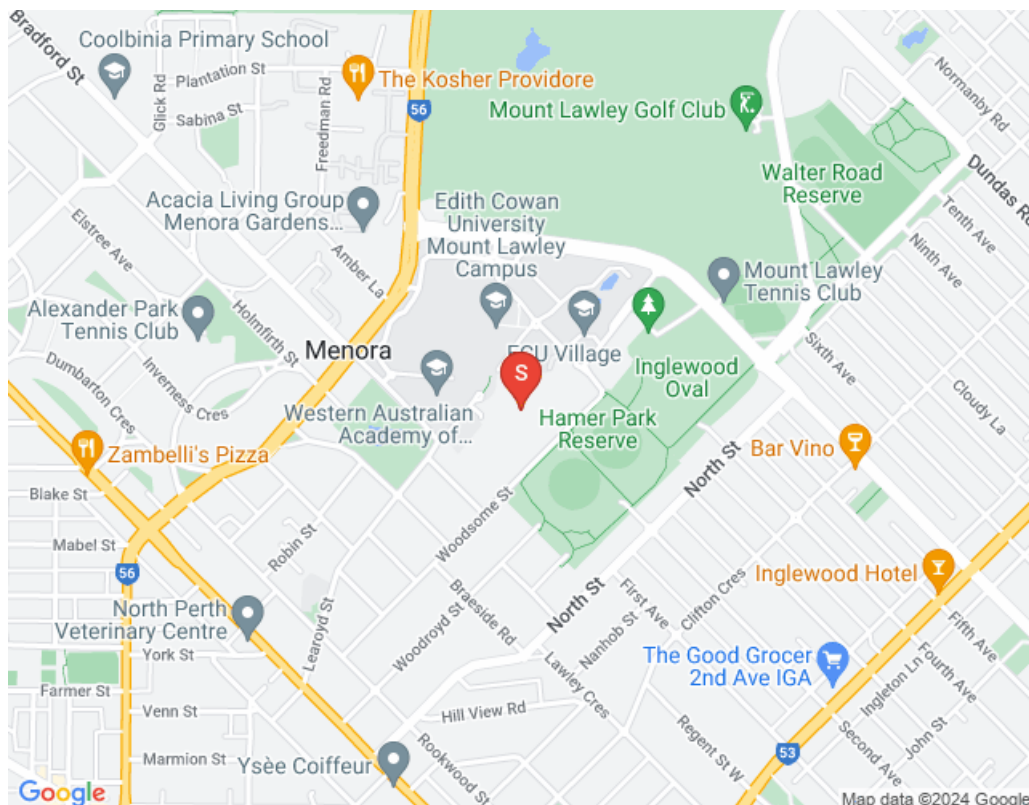 Bradford St
Coolbinia Primary School
Plantation St
Glick Rd
Sabina St
Freedman Rd
The Kosher Providore
56
Mount Lawley Golf Club
Normanby Rd
Dundas Rd
Walter Road
Reserve
Tenth Ave
Ninth Ave
Acacia Living Group
Menora Gardens...
Edith Cowan
University
Mount Lawley
Campus
Elstree Ave
Amber La
Mount Lawley
Tennis Club
Alexander Park
Tennis Club
Holmfirth St
Menora
ECU Village
Inglewood
Oval
Sixth Ave
Cloudy La
Dumbarton Cres
Inverness Cres
S
Western Australian
Academy of...
Hamer Park
Reserve
Zambelli's Pizza
Bar Vino
North St
Blake St
Woodsome St
Mabel St
Robin St
56
Inglewood Hotel
North Perth
Veterinary Centre
Learoyd St
Braeside Rd
North St
First Ave
Clifton Cres
Fifth Ave
York St
Woodroyd St
Nanhob St
The Good Grocer
2nd Ave IGA
Fourth Ave
Farmer St
Lawley Cres
Ingleton Ln
Venn St
Hill View Rd
Regent St W
Second Ave
John St
Marmion St
Ysèe Coiffeur
Rookwood St
53
Google
Map data ©2024 Google